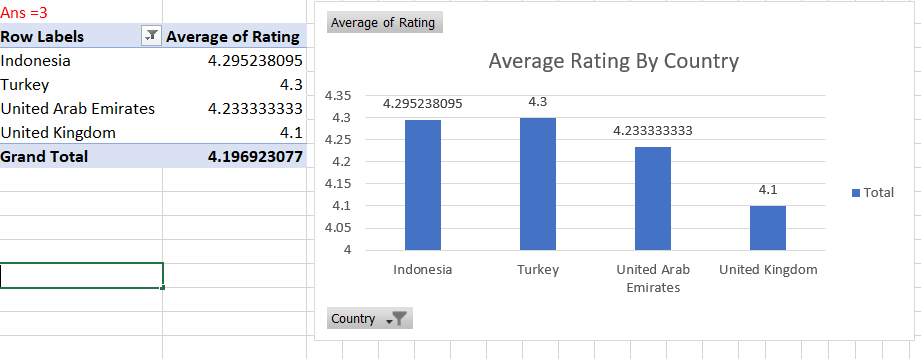 Ans =3
Row Labels Average of Rating
Indonesia 4.295238095
Turkey 4.3
United Arab Emirates 4.233333333
United Kingdom 4.1
Grand Total 4.196923077
Average of Rating
Average Rating By Country
4.35
4.3
4.25
4.2
4.15
4.1
4.05
4
4.295238095
4.3
4.233333333
4.1
Indonesia
Turkey
United Arab
Emirates
United Kingdom
Total
Country